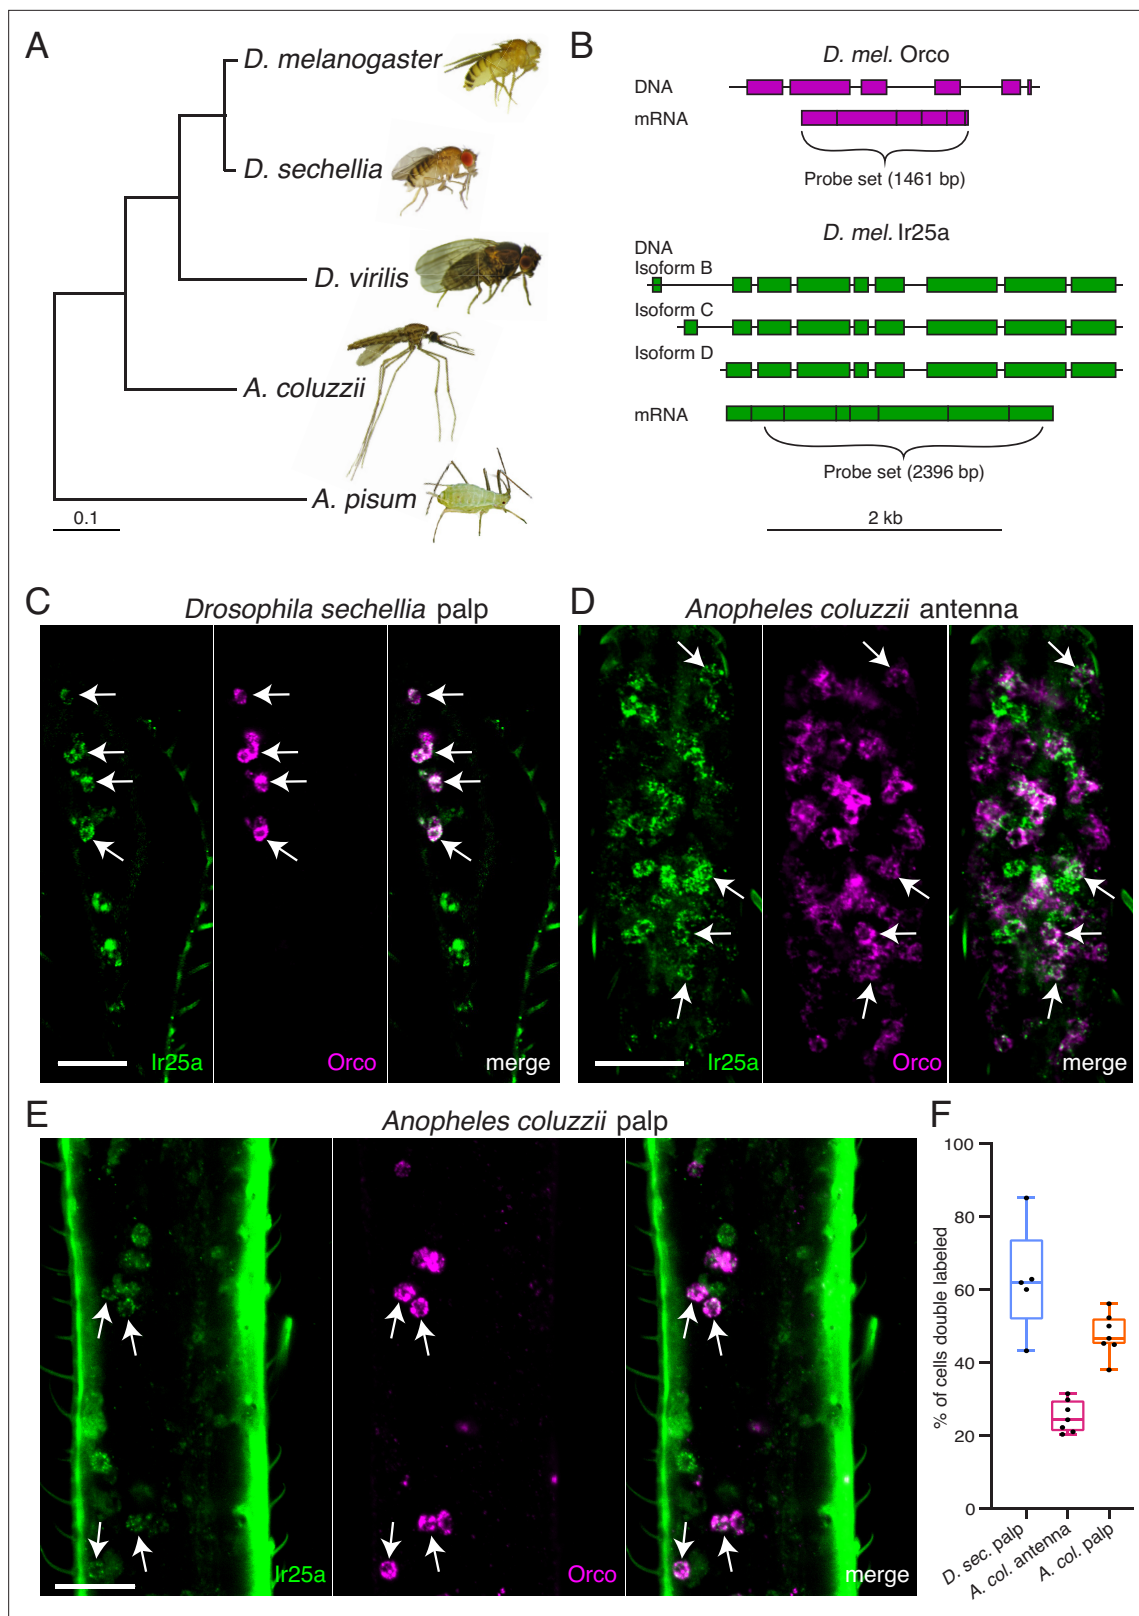 A
D. melanogaster
D. sechellia
D. virilis
A. coluzzii
A. pisum
0.1
B
D. mel. Orco
DNA
mRNA
Probe set (1461 bp)
D. mel. Ir25a
DNA
Isoform B
Isoform C
Isoform D
mRNA
Probe set (2396 bp)
2 kb
C
Drosophila sechellia palp
Ir25a
Orco
merge
D
Anopheles coluzzii antenna
Ir25a
Orco
merge
E
Anopheles coluzzii palp
Ir25a
Orco
merge
F
% of cells double labeled
100
80
60
40
20
0
D. sec. palp
A. col. antenna
A. col. palp